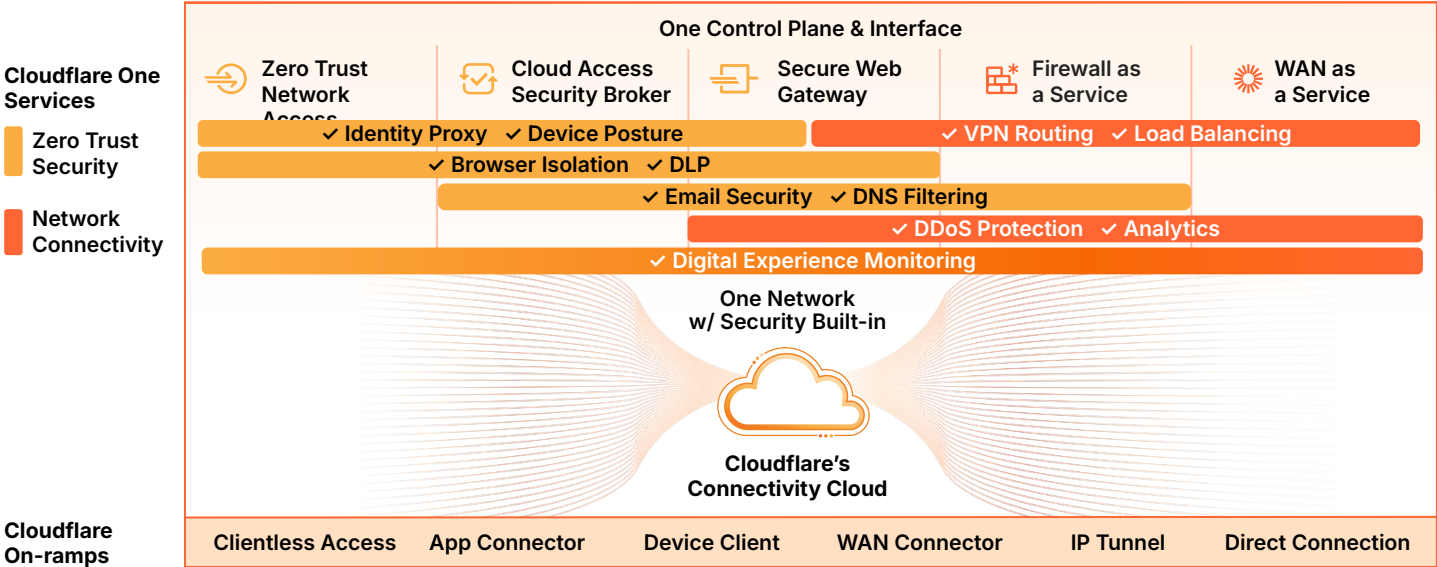 One Control Plane & Interface
Cloudflare One
Services
Zero Trust
Security
Network
Connectivity
Zero Trust
Network
Access
Cloud Access
Security Broker
Secure Web
Gateway
Firewall as
a Service
WAN as
a Service
✓ Identity Proxy ✓ Device Posture
✓ VPN Routing ✓ Load Balancing
✓ Browser Isolation ✓ DLP
✓ Email Security ✓ DNS Filtering
✓ DDoS Protection ✓ Analytics
✓ Digital Experience Monitoring
One Network
w/ Security Built-in
Cloudflare’s
Connectivity Cloud
Cloudflare
On-ramps
Clientless Access App Connector Device Client WAN Connector IP Tunnel Direct Connection